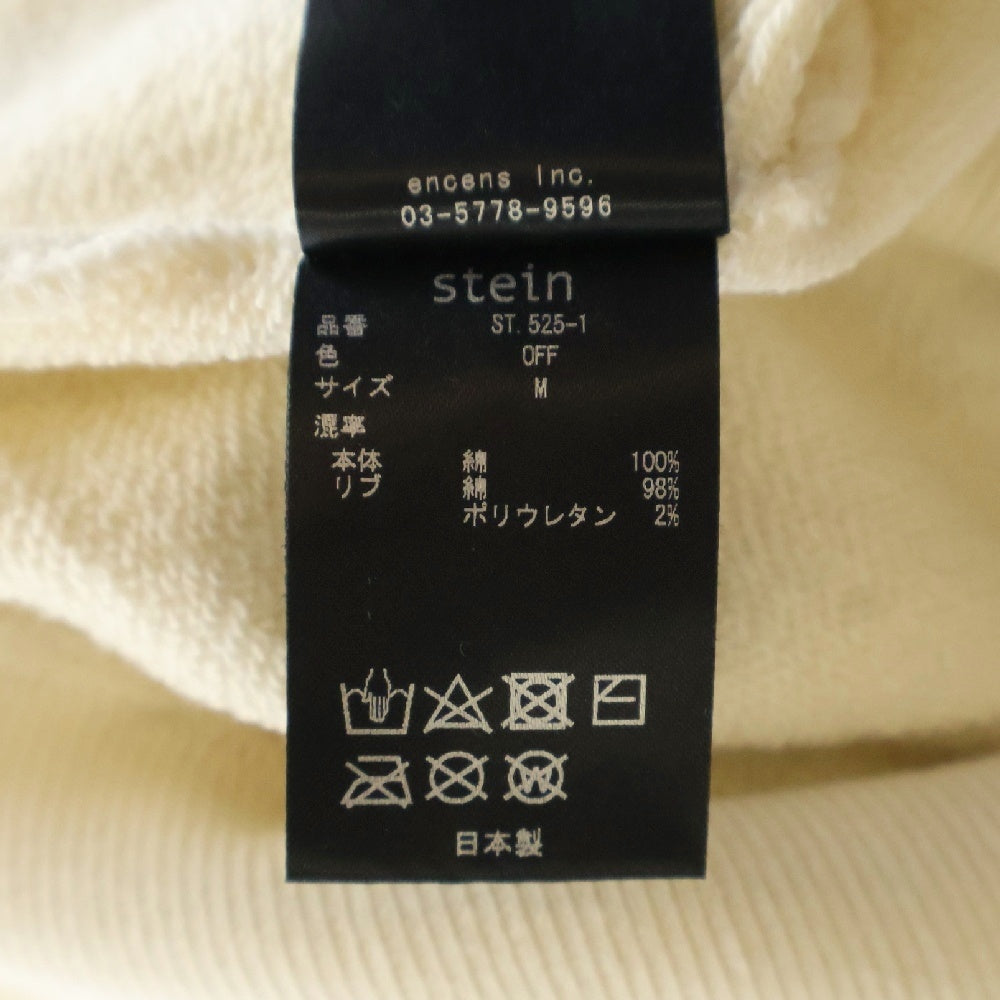 encens Inc.
03-5778-9596
stein
品番 ST.525-1
色 OFF
サイズ M
混率
本体 綿 100%
リブ 綿 98%
ポリウレタン 2%
W
日本製